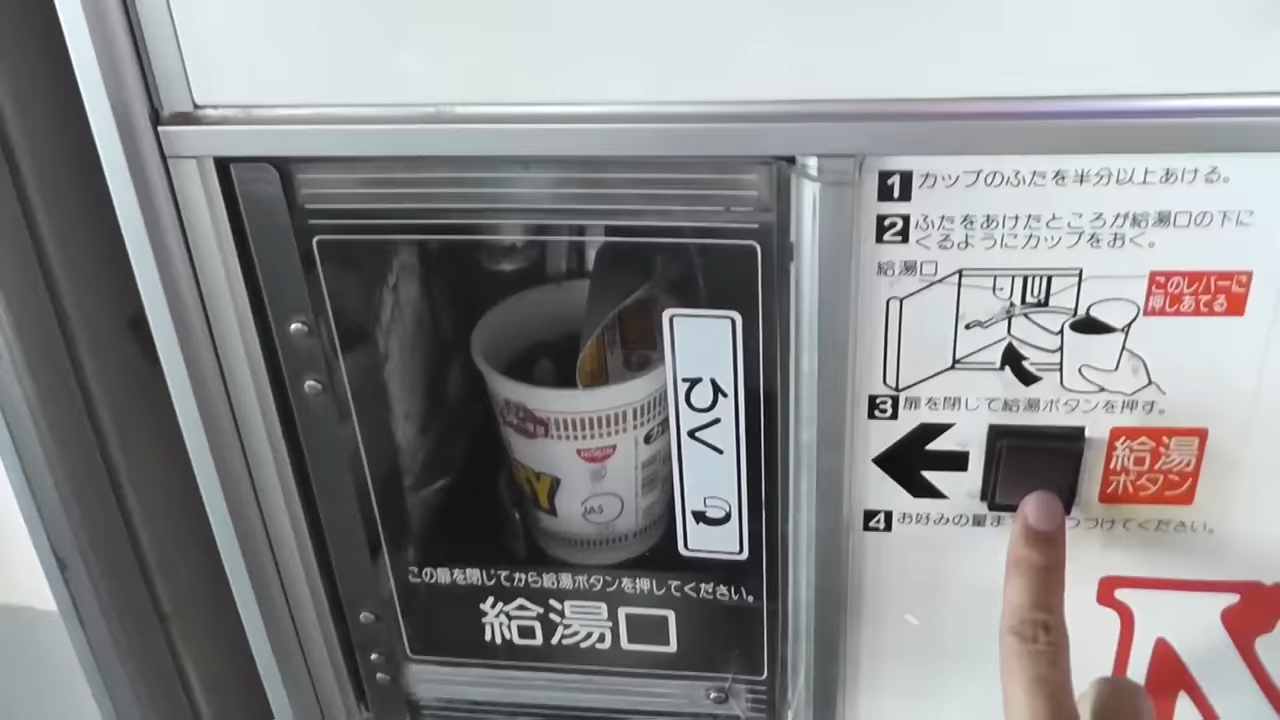 1 カップのふたを半分以上あける。
2 ふたをあけたところが給湯口の下に
くるようにカップをおく。
給湯口
このレバーに
押しあてる
3 扉を閉じて給湯ボタンを押す。
給湯
ボタン
4 お好みの量ま つづけてください。
ひく
NISSIN
JAS
この扉を閉じてから給湯ボタンを押してください。
給湯口